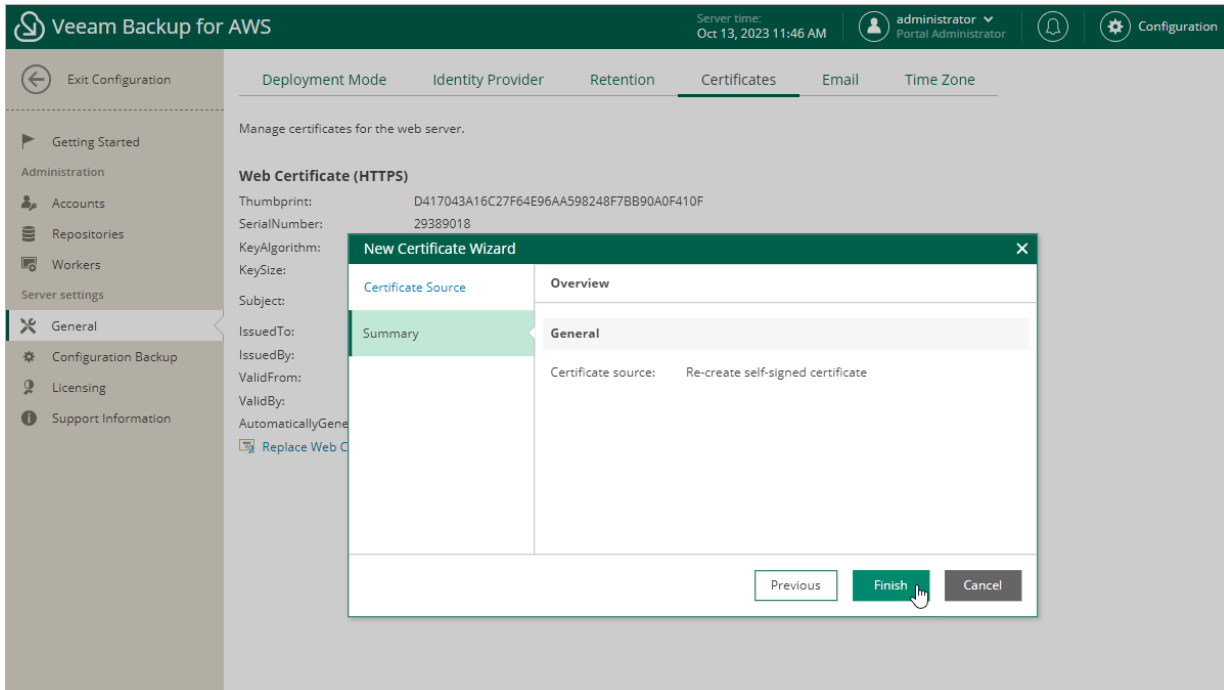 Veeam Backup for AWS
Server time:
Oct 13, 2023 11:46 AM
administrator
Portal Administrator
Configuration
Exit Configuration
Deployment Mode Identity Provider Retention Certificates Email Time Zone
Getting Started
Administration
Accounts
Repositories
Workers
Server settings
General
Configuration Backup
Licensing
Support Information
Manage certificates for the web server.
Web Certificate (HTTPS)
Thumbprint: D417043A16C27F64E96AA598248F7BB90A0F410F
SerialNumber: 29389018
KeyAlgorithm:
KeySize:
Subject:
IssuedTo:
IssuedBy:
ValidFrom:
ValidBy:
AutomaticallyGene
Replace Web C
New Certificate Wizard
Certificate Source
Summary
Overview
General
Certificate source: Re-create self-signed certificate
Previous Finish Cancel